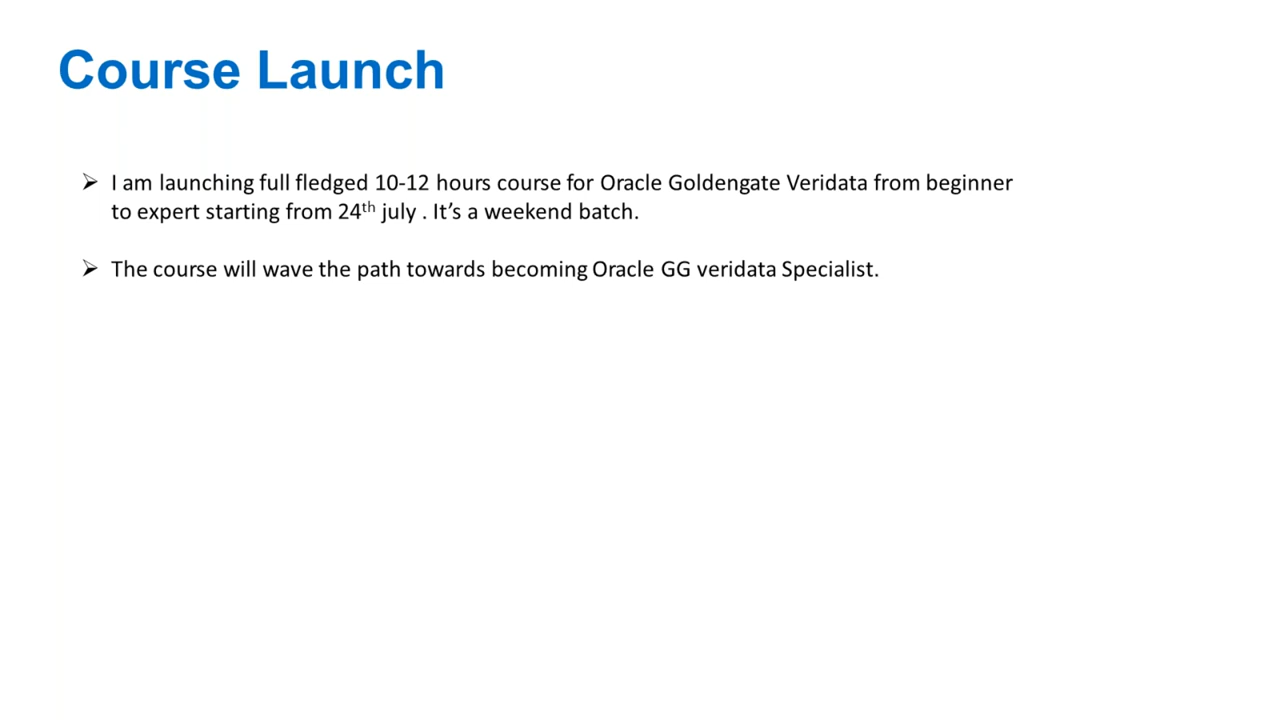 Course Launch
➢ I am launching full fledged 10-12 hours course for Oracle Goldengate Veridata from beginner
to expert starting from 24th july . It’s a weekend batch.
➢ The course will wave the path towards becoming Oracle GG veridata Specialist.